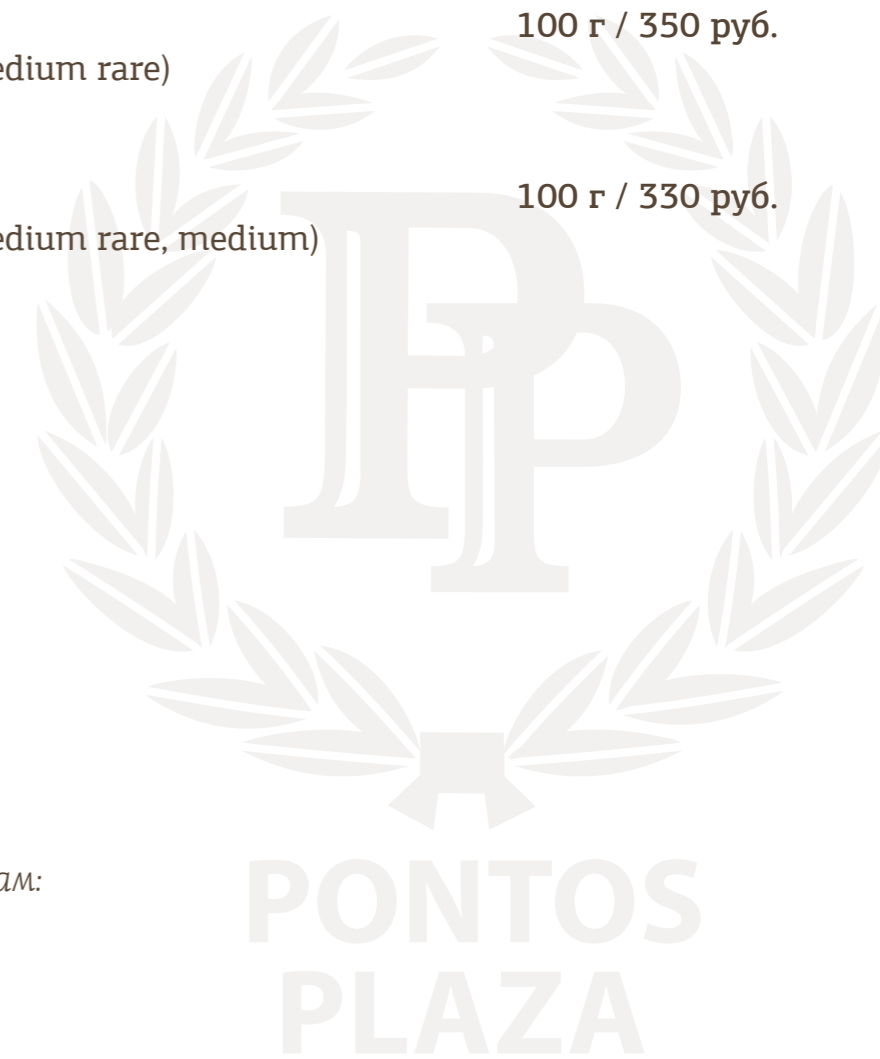 100 г / 350 руб.
edium rare)
100 г / 330 руб.
edium rare, medium)
ам:
PONTOS
PLAZA